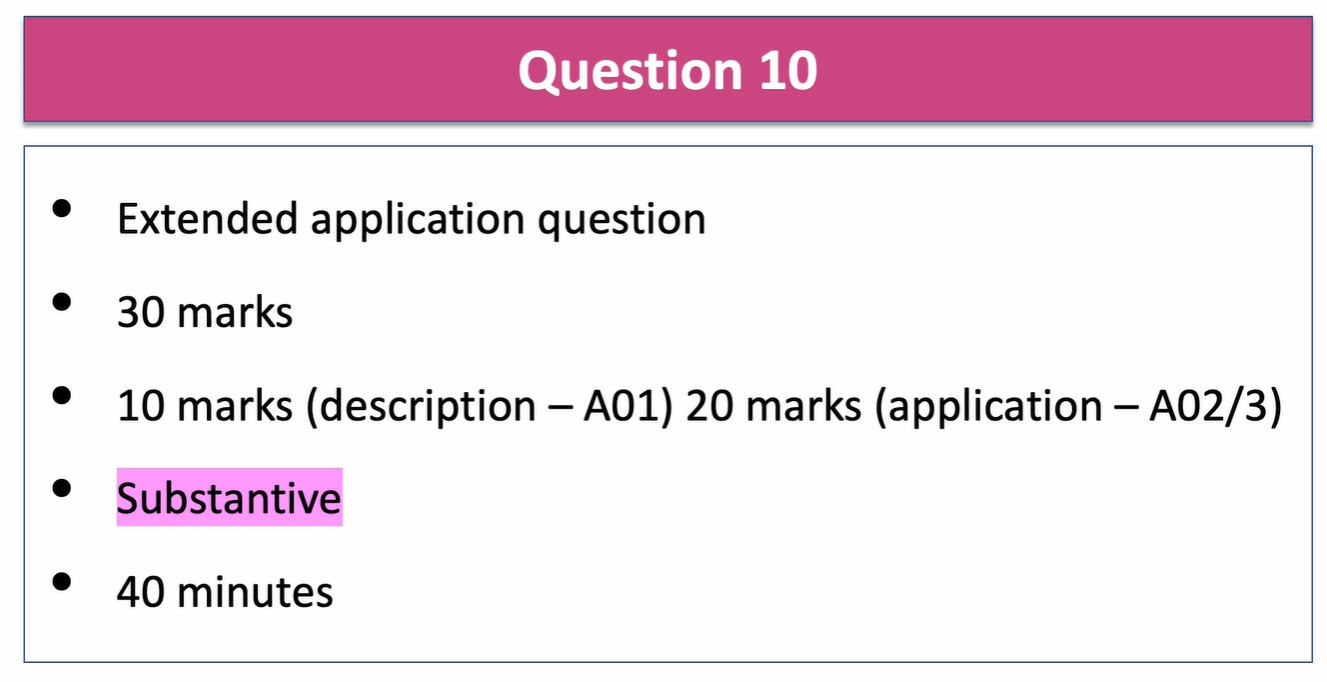 Question 10
• Extended application question
• 30 marks
• 10 marks (description – A01) 20 marks (application – A02/3)
• Substantive
• 40 minutes